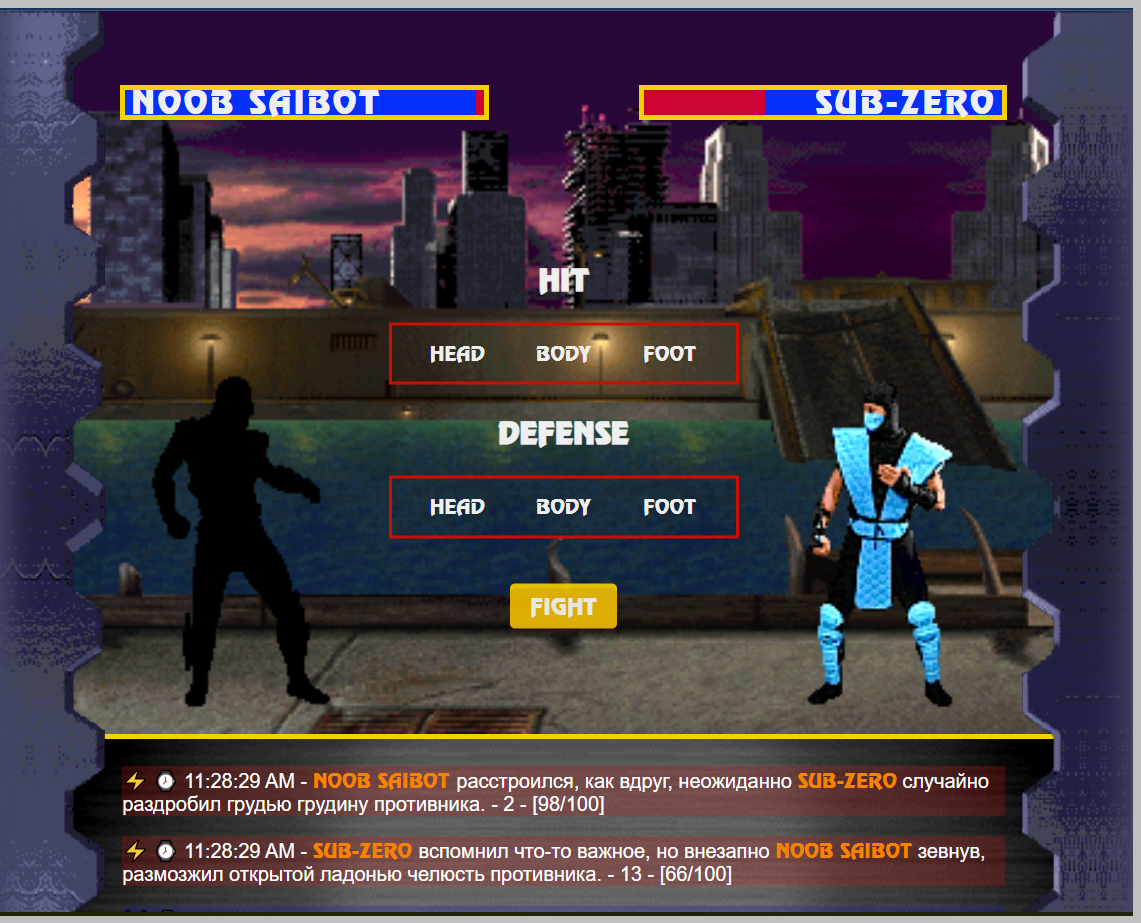 NOOB SAIBOT
SUB-ZERO
HIT
HEAD BODY FOOT
DEFENSE
HEAD BODY FOOT
FIGHT
11:28:29 AM - NOOB SAIBOT расстроился, как вдруг, неожиданно SUB-ZERO случайно
раздробил грудью грудину противника. - 2 - [98/100]
11:28:29 AM - SUB-ZERO вспомнил что-то важное, но внезапно NOOB SAIBOT зевнув,
размозжил открытой ладонью челюсть противника. - 13 - [66/100]